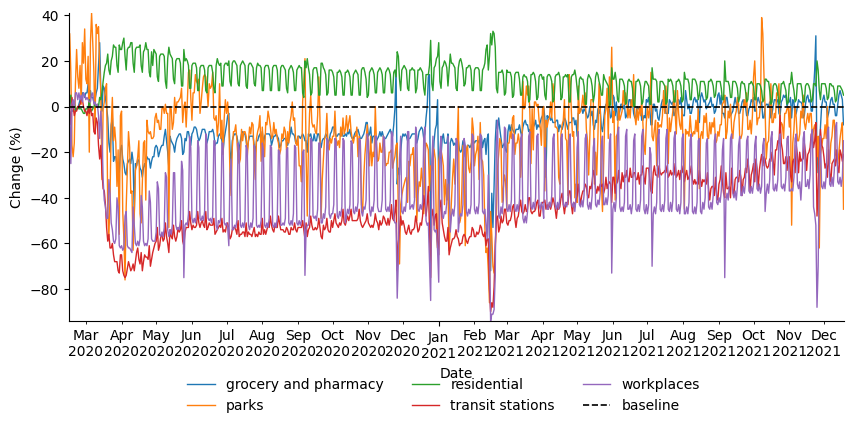 40
20
0
−20
−40
−60
−80
Change (%)
Mar Apr May Jun Jul Aug Sep Oct Nov Dec Jan Feb Mar Apr May Jun Jul Aug Sep Oct Nov Dec
2020 2020 2020 2020 2020 2020 2020 2020 2020 2020 2021 2021 2021 2021 2021 2021 2021 2021 2021 2021 2021 2021
Date
grocery and pharmacy residential workplaces
parks transit stations baseline